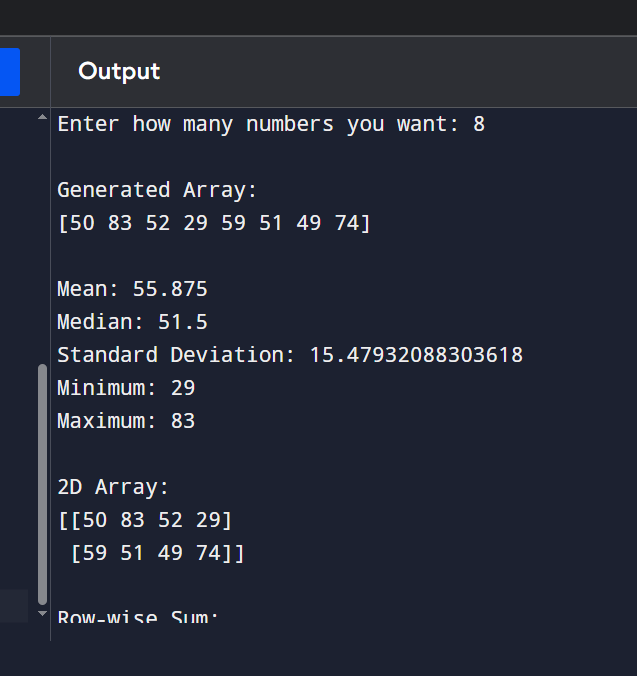 Output
Enter how many numbers you want: 8
Generated Array:
[50 83 52 29 59 51 49 74]
Mean: 55.875
Median: 51.5
Standard Deviation: 15.47932088303618
Minimum: 29
Maximum: 83
2D Array:
[[50 83 52 29]
[59 51 49 74]]
Row-wise Sum: